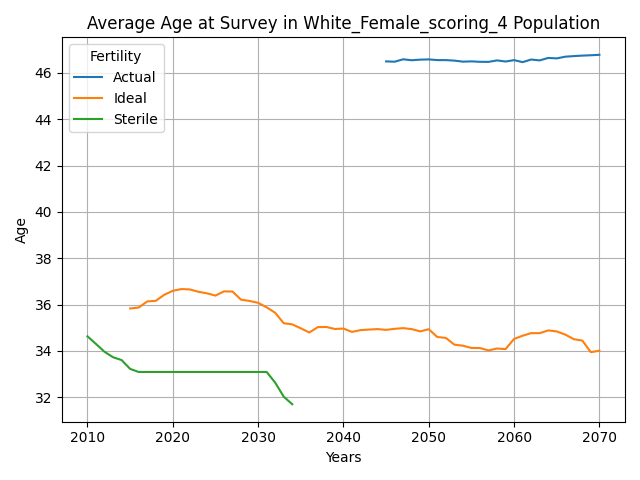 Average Age at Survey in White_Female_scoring_4 Population
Fertility
Actual
Ideal
Sterile
46
44
42
40
38
36
34
32
Age
2010 2020 2030 2040 2050 2060 2070
Years